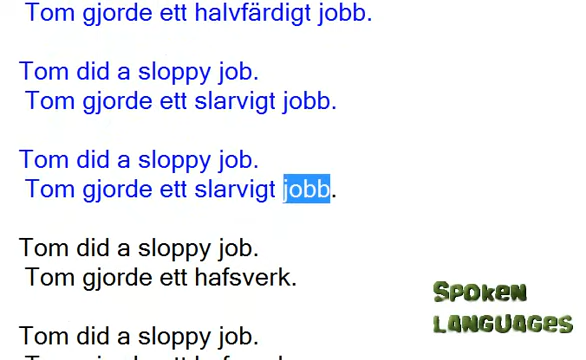 Tom gjorde ett halvfärdigt jobb.
Tom did a sloppy job.
Tom gjorde ett slarvigt jobb.
Tom did a sloppy job.
Tom gjorde ett slarvigt jobb.
Tom did a sloppy job.
Tom gjorde ett hafsverk.
Spoken
Languages
Tom did a sloppy job.